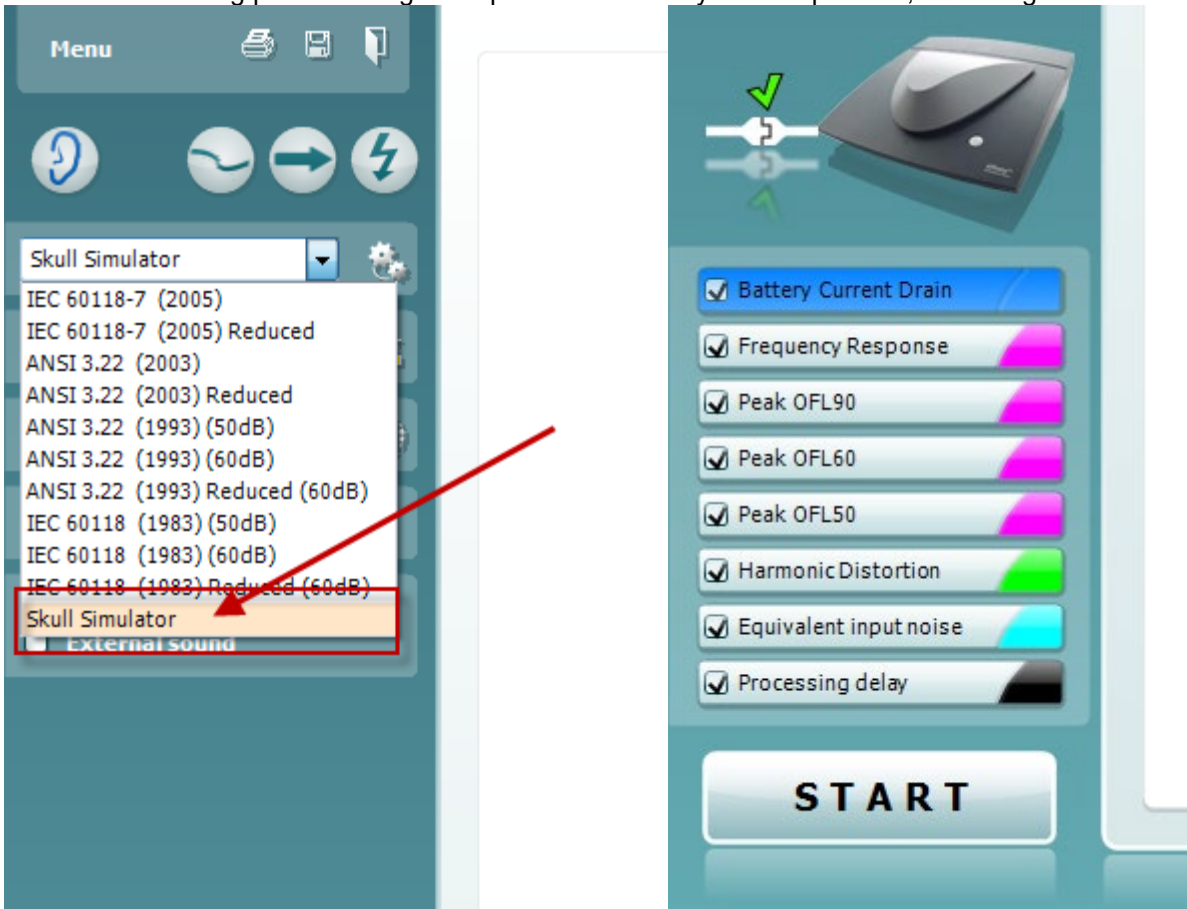 Menu
Skull Simulator
IEC 60118-7 (2005)
IEC 60118-7 (2005) Reduced
ANSI 3.22 (2003)
ANSI 3.22 (2003) Reduced
ANSI 3.22 (1993) (50dB)
ANSI 3.22 (1993) (60dB)
ANSI 3.22 (1993) Reduced (60dB)
IEC 60118 (1983) (50dB)
IEC 60118 (1983) (60dB)
IEC 60118 (1983) Reduced (60dB)
Skull Simulator
External sound
Battery Current Drain
Frequency Response
Peak OFL90
Peak OFL60
Peak OFL50
Harmonic Distortion
Equivalent input noise
Processing delay
START